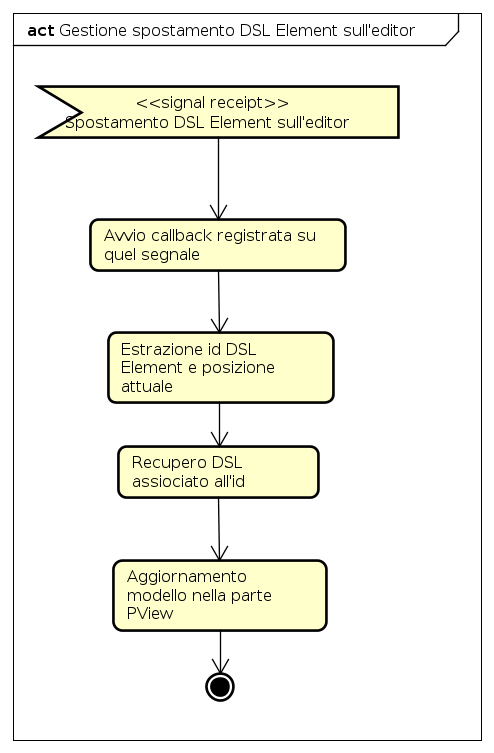 act Gestione spostamento DSL Element sull'editor
<<signal receipt>>
Spostamento DSL Element sull'editor
Avvio callback registrata su
quel segnale
Estrazione id DSL
Element e posizione
attuale
Recupero DSL
assiociato all'id
Aggiornamento
modello nella parte
PView